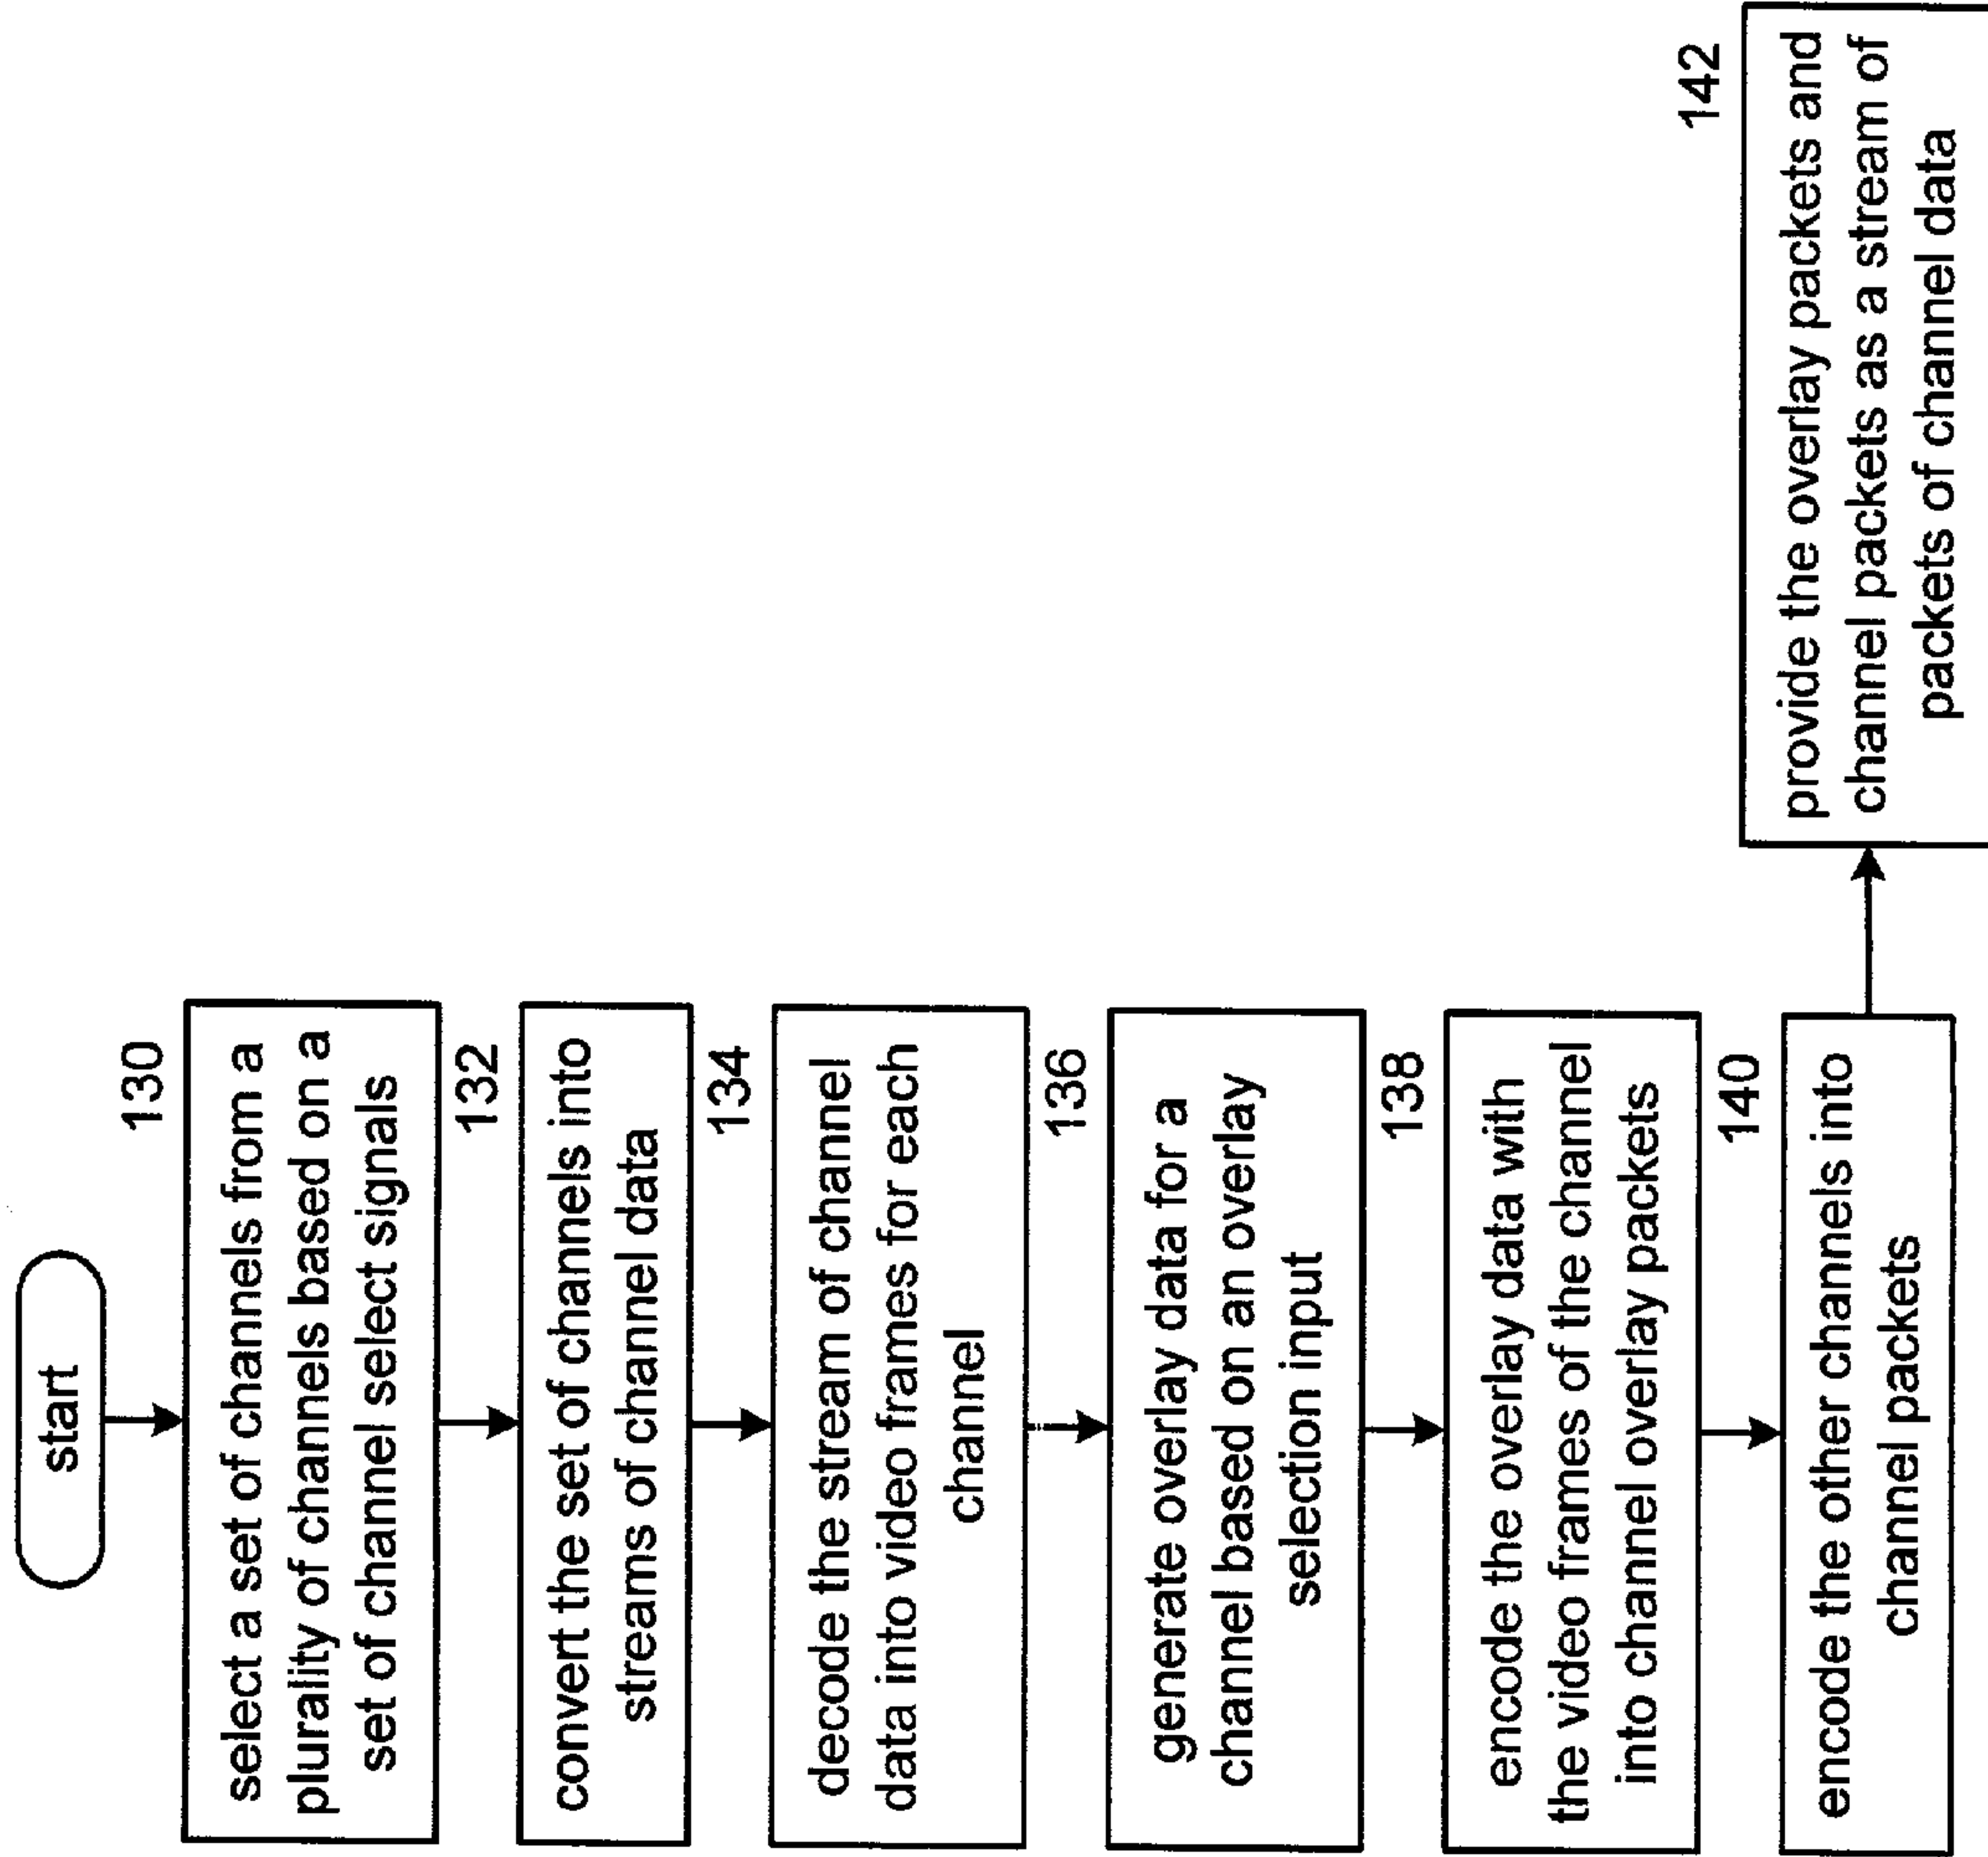 start
130
select a set of channels from a
plurality of channels based on a
set of channel select signals
132
convert the set of channels into
streams of channel data
134
decode the stream of channel
data into video frames for each
channel
136
generate overlay data for a
channel based on an overlay
selection input
138
encode the overlay data with
the video frames of the channel
into channel overlay packets
140
encode the other channels into
channel packets
142
provide the overlay packets and
channel packets as a stream of
packets of channel data